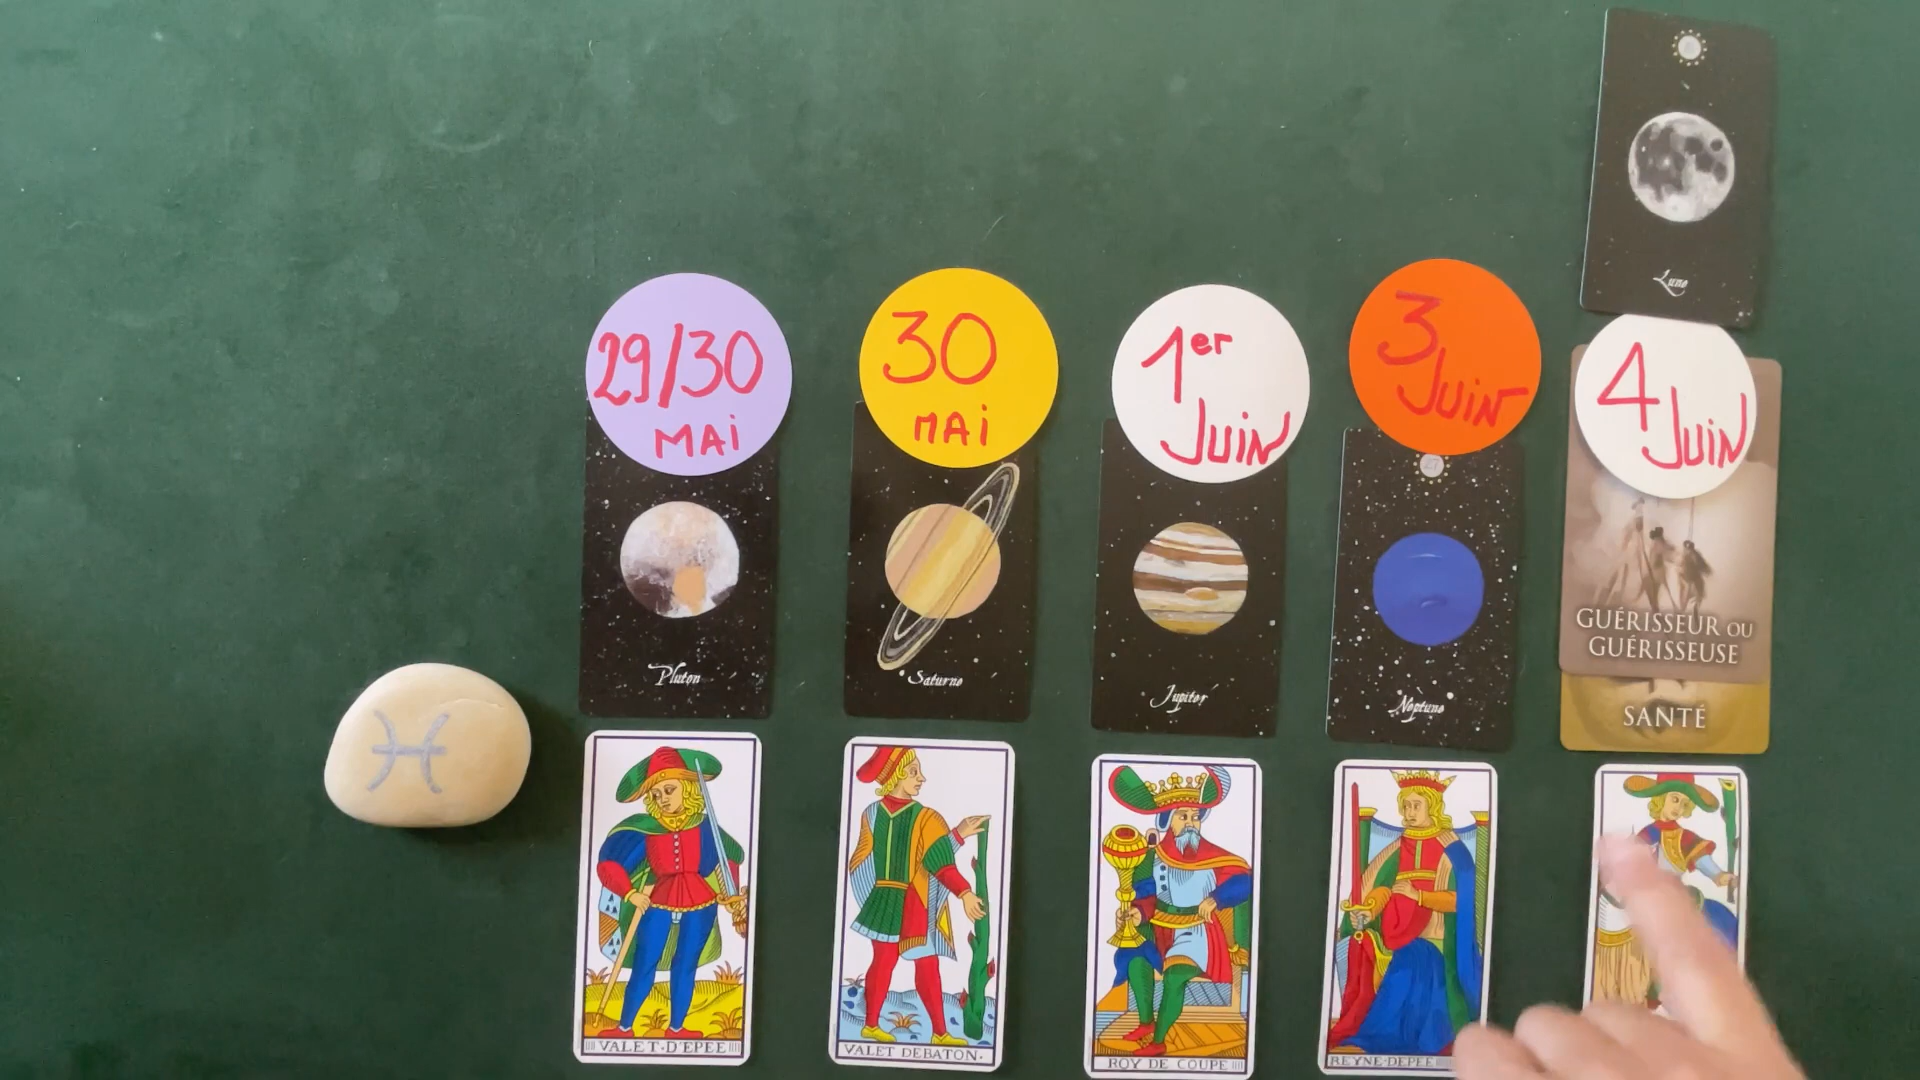 Lune
29/30
MAi
30
MAi
1er
Juin
3
Juin
4
Juin
27
Pluton
Saturne
Jupiter
Neptune
GUÉRISSEUR OU
GUÉRISSEUSE
SANTÉ
VALET·D'EPEE
VALET DEBATON·
ROY DE COUPE
REYNE·DEPEE